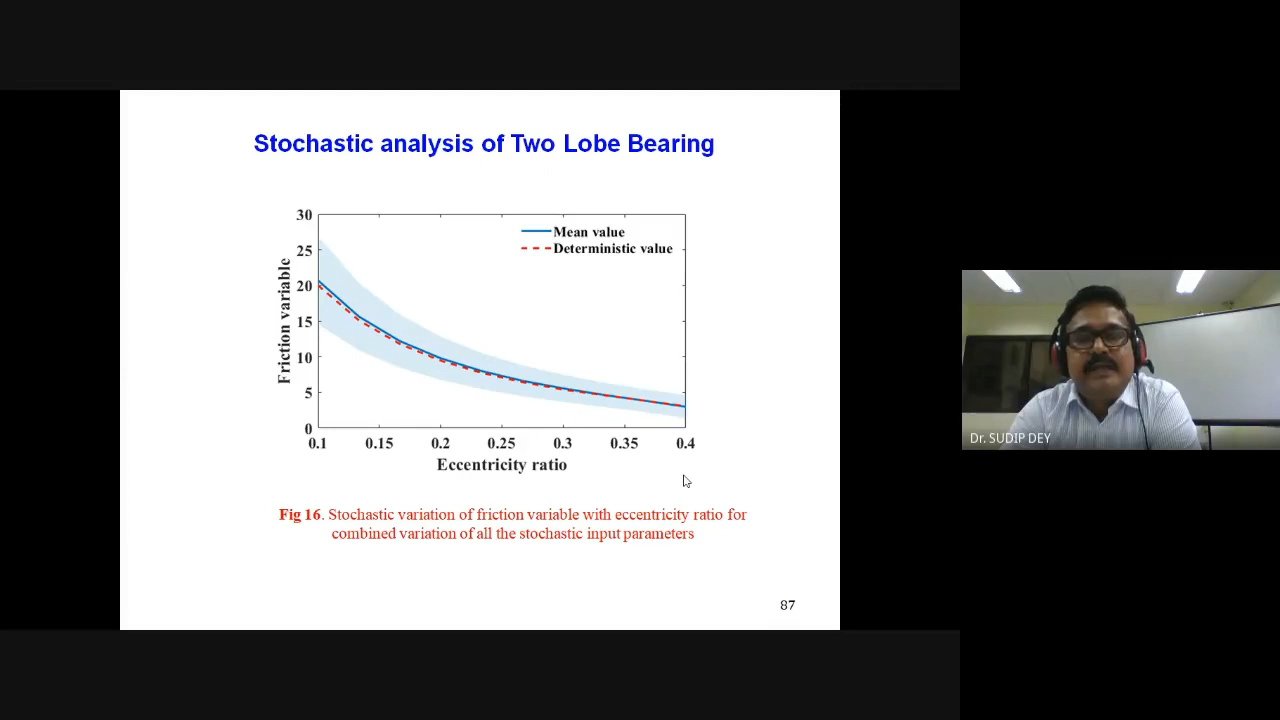 Stochastic analysis of Two Lobe Bearing
30
25
20
15
10
5
0
Friction variable
Mean value
Deterministic value
0.1 0.15 0.2 0.25 0.3 0.35 0.4
Eccentricity ratio
Fig 16. Stochastic variation of friction variable with eccentricity ratio for
combined variation of all the stochastic input parameters
87
Dr. SUDIP DEY